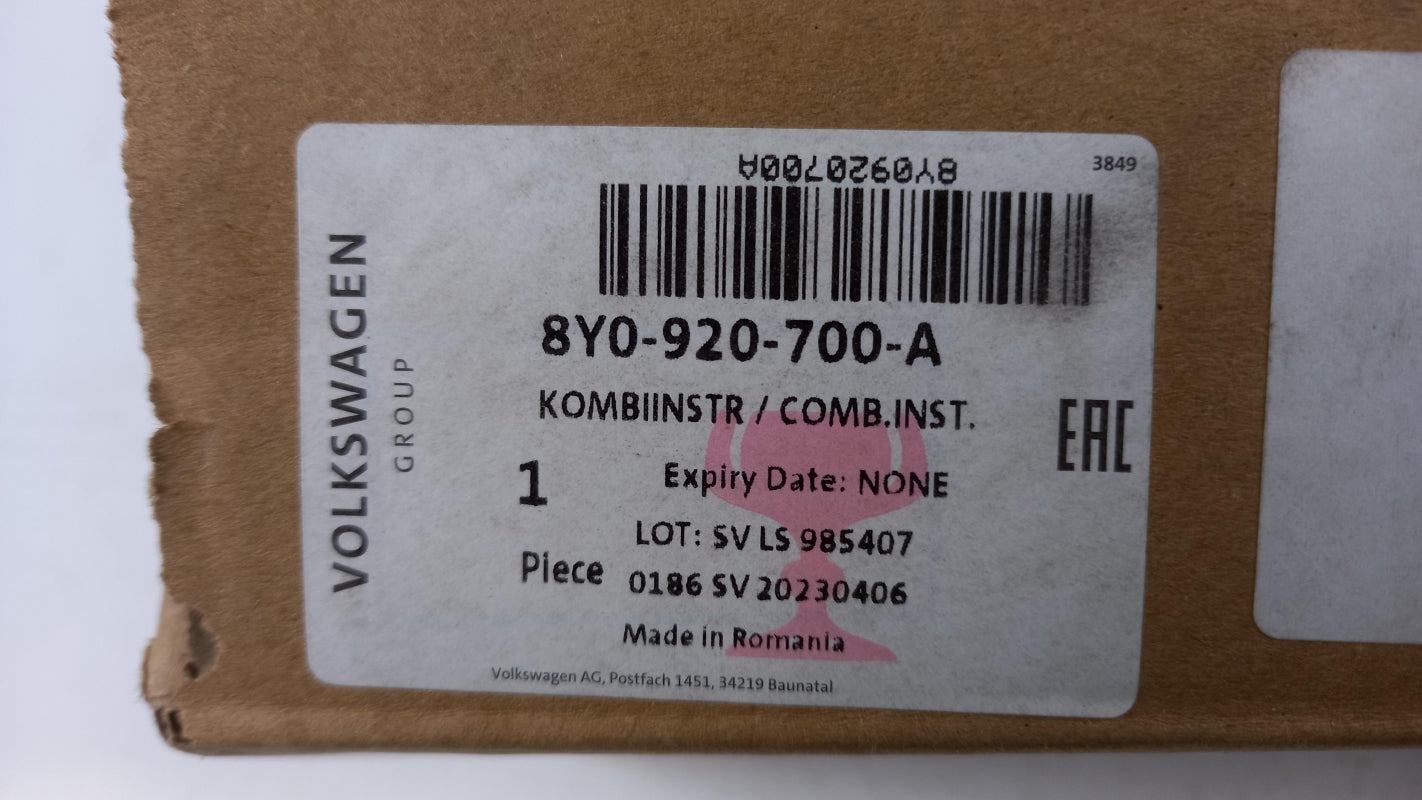 8Y0920700A
3849
VOLKSWAGEN
GROUP
8Y0-920-700-A
KOMBIINSTR / COMB.INST.
EAC
1
Expiry Date: NONE
LOT: SV LS 985407
Piece
0186 SV 20230406
Made in Romania
Volkswagen AG, Postfach 1451, 34219 Baunatal